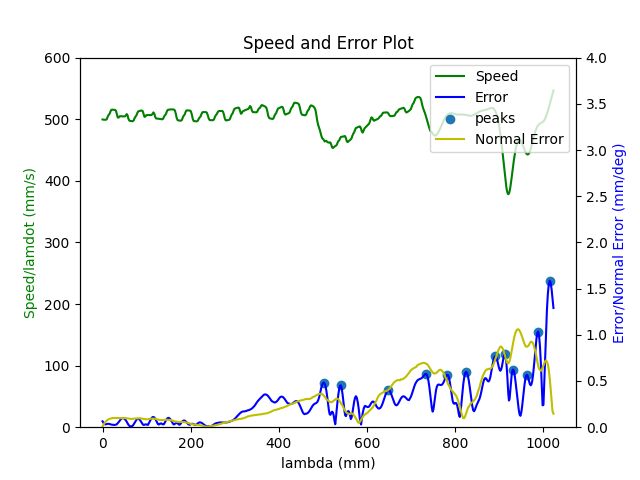 Speed and Error Plot
Speed
Error
peaks
Normal Error
600
500
400
300
200
100
0
Speed/lamdot (mm/s)
4.0
3.5
3.0
2.5
2.0
1.5
1.0
0.5
0.0
Error/Normal Error (mm/deg)
0 200 400 600 800 1000
lambda (mm)